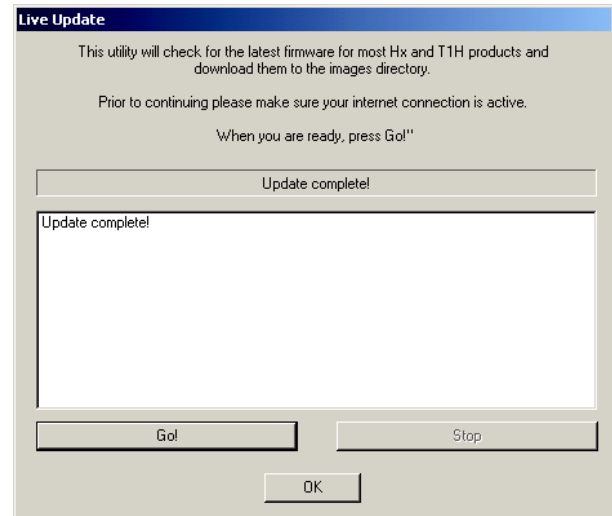 Live Update
This utility will check for the latest firmware for most Hx and T1H products and
download them to the images directory.
Prior to continuing please make sure your internet connection is active.
When you are ready, press Go!"
Update complete!
Update complete!
Go!
Stop
OK